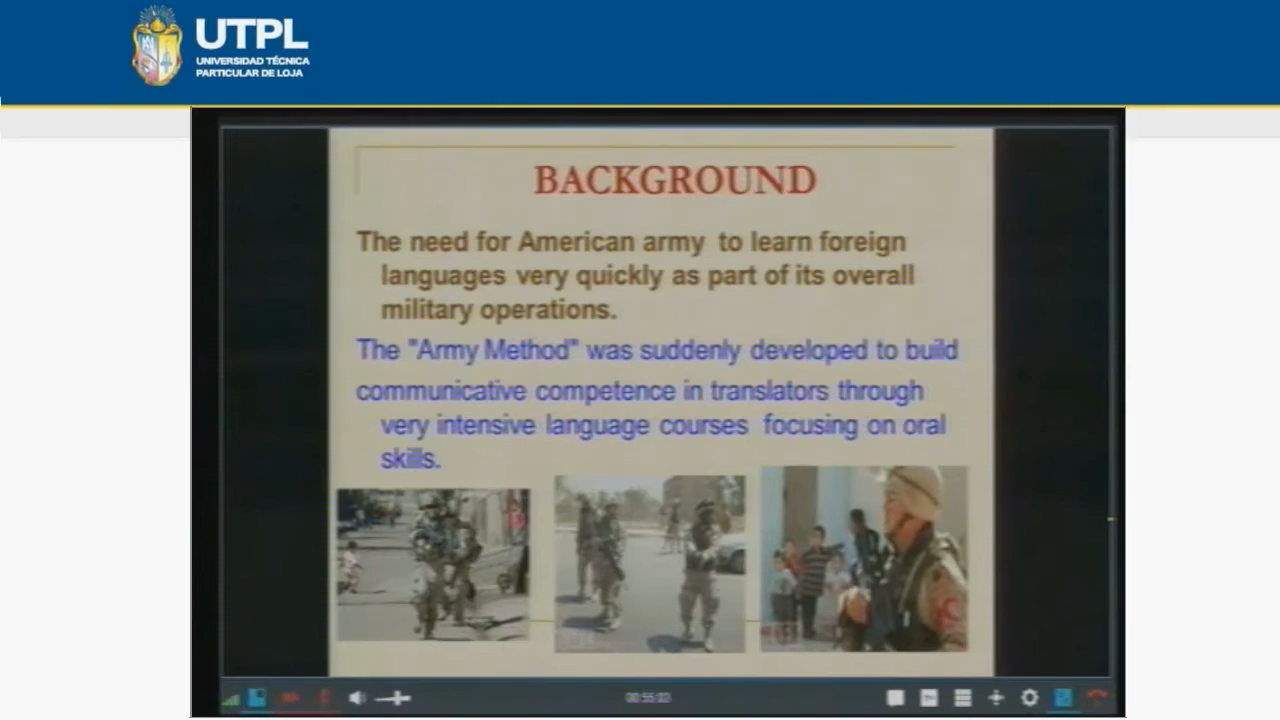 UTPL
UNIVERSIDAD TÉCNICA
PARTICULAR DE LOJA
BACKGROUND
The need for American army to learn foreign
languages very quickly as part of its overall
military operations.
The "Army Method" was suddenly developed to build
communicative competence in translators through
very intensive language courses focusing on oral
skills.